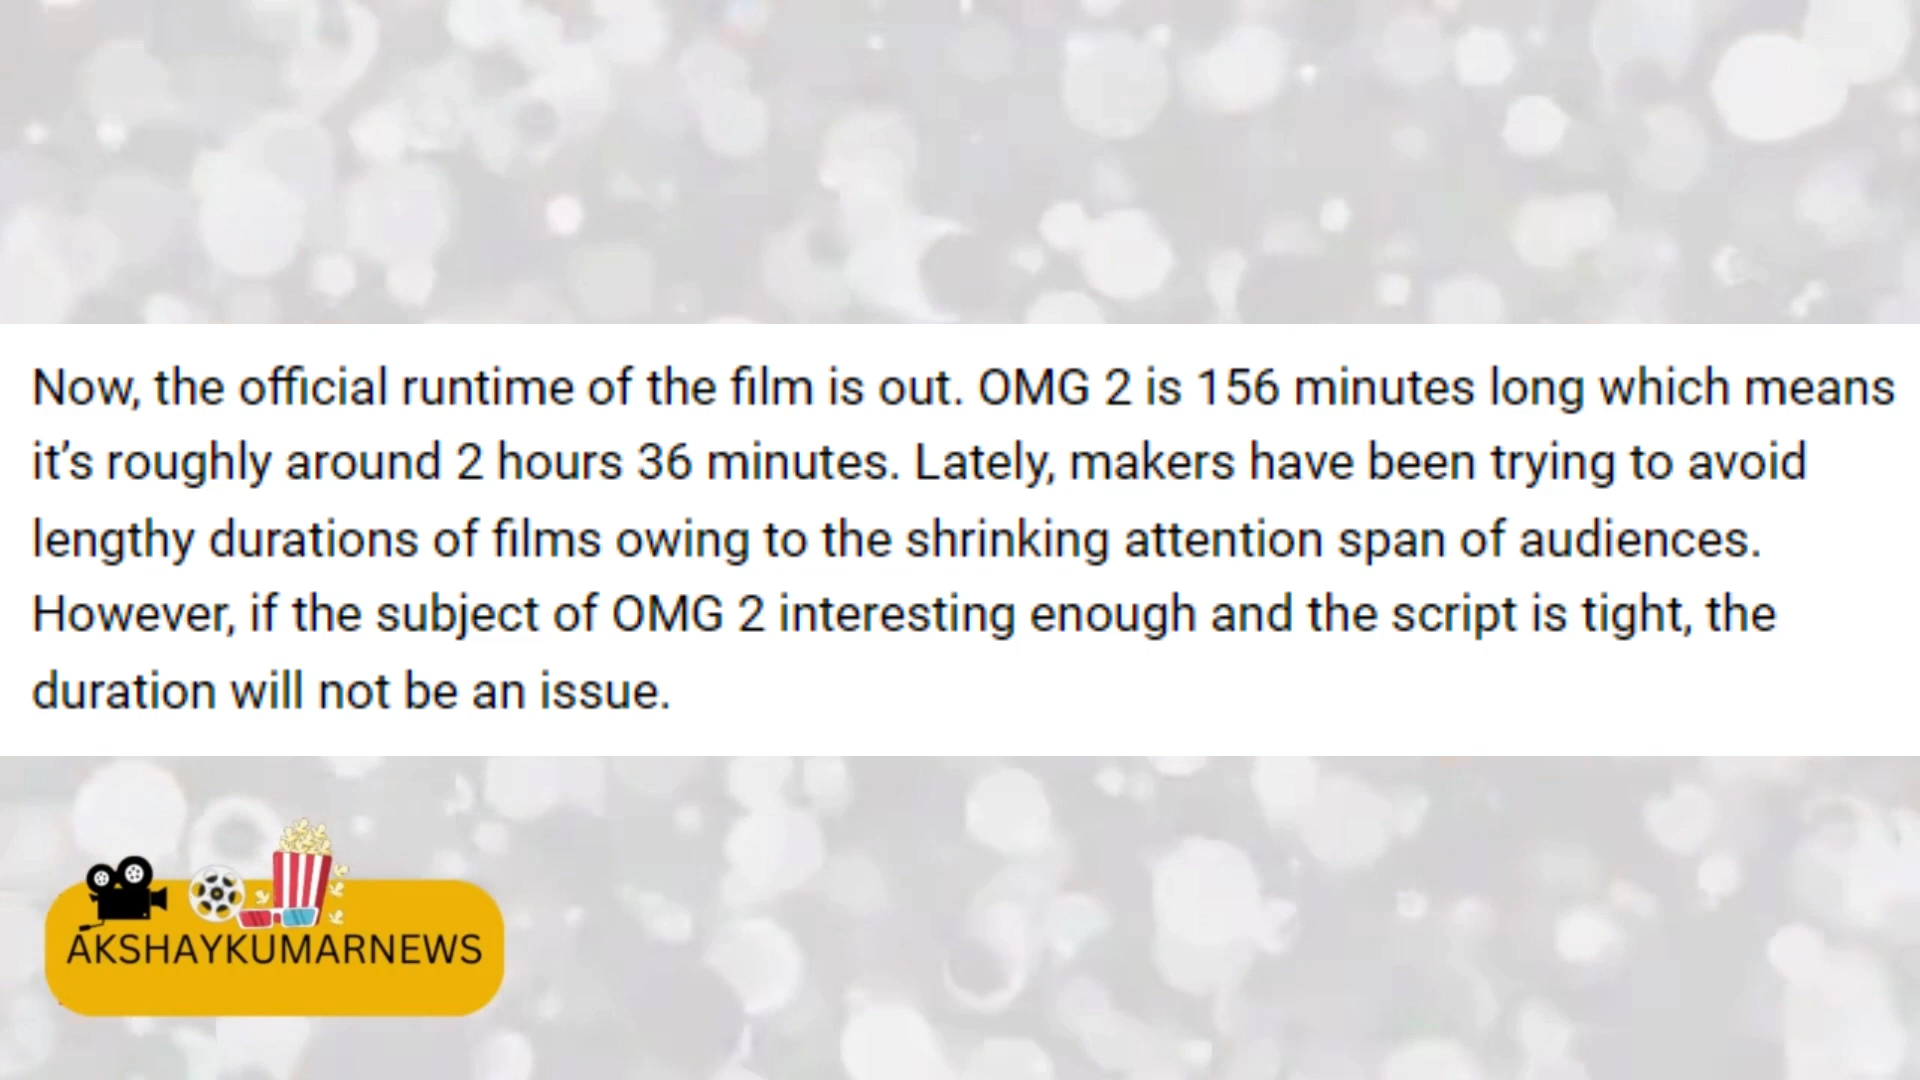 Now, the official runtime of the film is out. OMG 2 is 156 minutes long which means
it’s roughly around 2 hours 36 minutes. Lately, makers have been trying to avoid
lengthy durations of films owing to the shrinking attention span of audiences.
However, if the subject of OMG 2 interesting enough and the script is tight, the
duration will not be an issue.
AKSHAYKUMARNEWS